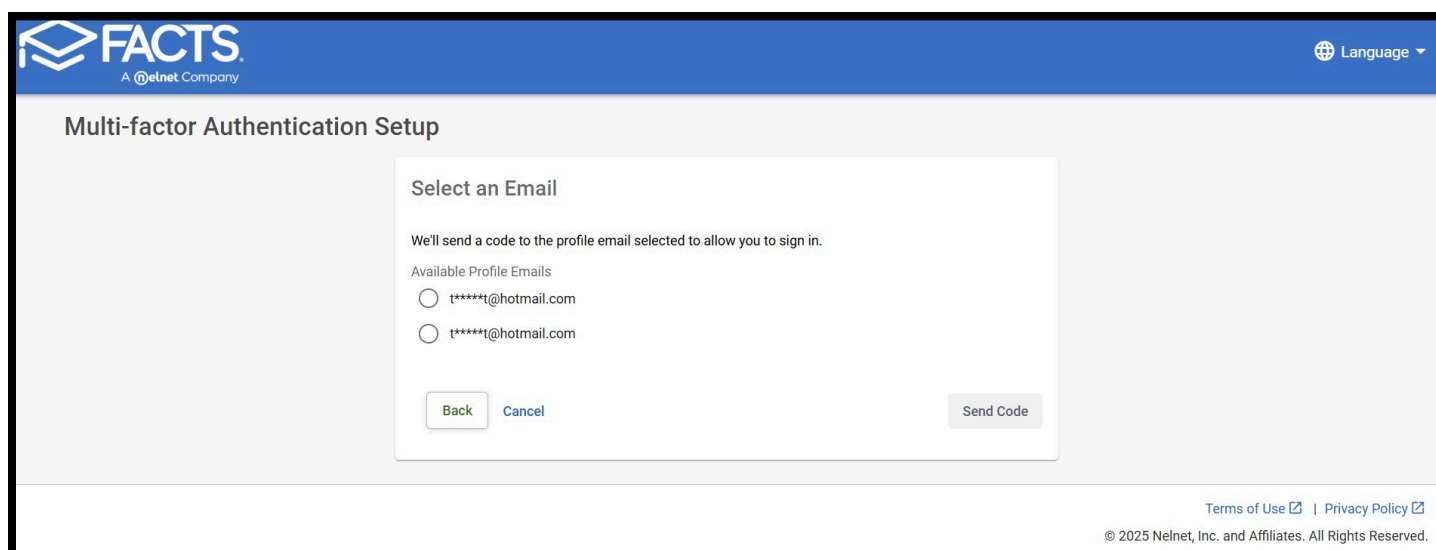 FACTS.
A nelnet Company
Language
Multi-factor Authentication Setup
Select an Email
We'll send a code to the profile email selected to allow you to sign in.
Available Profile Emails
t*****t@hotmail.com
t*****t@hotmail.com
Back Cancel Send Code
Terms of Use | Privacy Policy
© 2025 Nelnet, Inc. and Affiliates. All Rights Reserved.